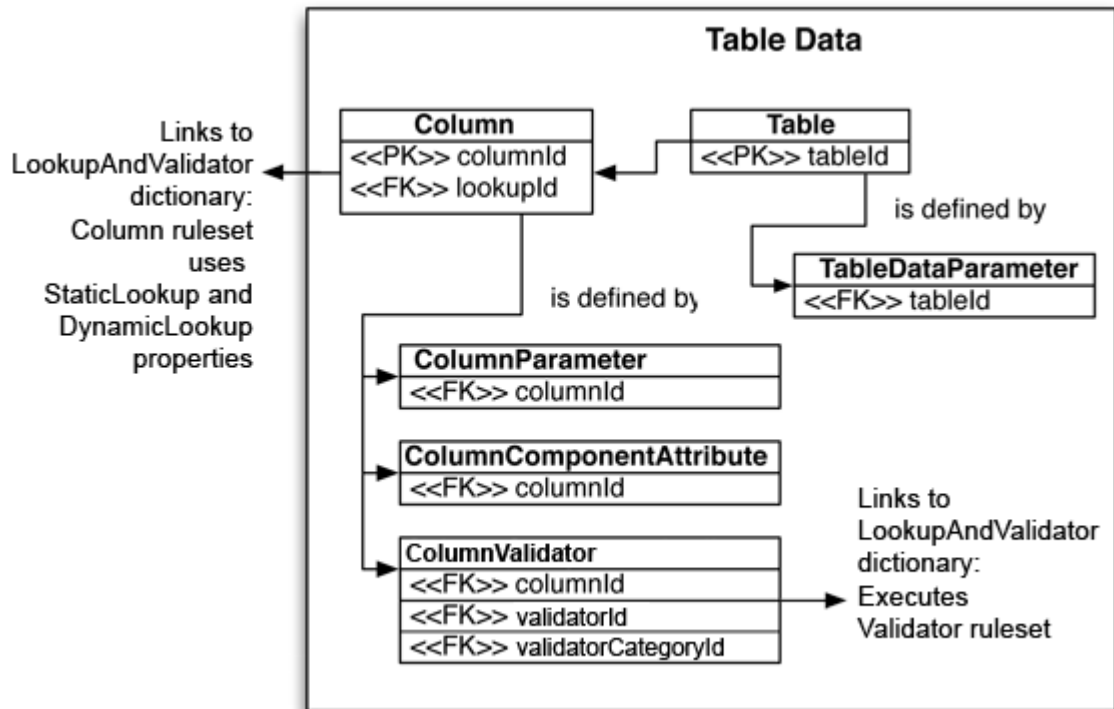 Table Data
Links to
LookupAndValidator
dictionary:
Column ruleset
uses
StaticLookup and
DynamicLookup
properties
Column
<<PK>> columnId
<<FK>> lookupId
Table
<<PK>> tableId
is defined by
TableDataParameter
<<FK>> tableId
is defined by
ColumnParameter
<<FK>> columnId
ColumnComponentAttribute
<<FK>> columnId
ColumnValidator
<<FK>> columnId
<<FK>> validatorId
<<FK>> validatorCategoryId
Links to
LookupAndValidator
dictionary:
Executes
Validator ruleset